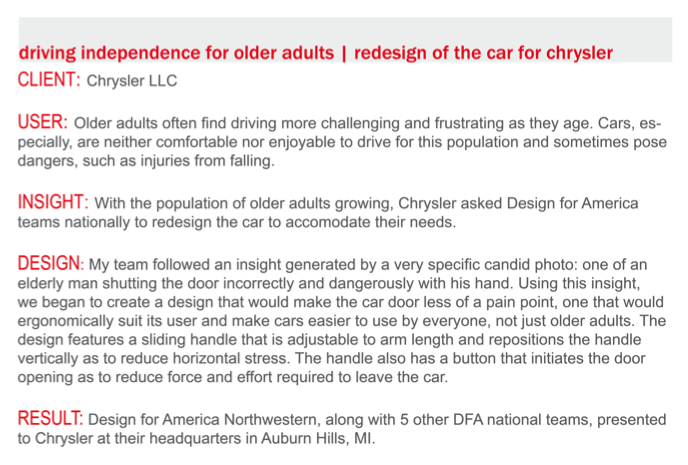 driving independence for older adults | redesign of the car for chrysler
CLIENT: Chrysler LLC
USER: Older adults often find driving more challenging and frustrating as they age. Cars, es-
pecially, are neither comfortable nor enjoyable to drive for this population and sometimes pose
dangers, such as injuries from falling.
INSIGHT: With the population of older adults growing, Chrysler asked Design for America
teams nationally to redesign the car to accomodate their needs.
DESIGN: My team followed an insight generated by a very specific candid photo: one of an
elderly man shutting the door incorrectly and dangerously with his hand. Using this insight,
we began to create a design that would make the car door less of a pain point, one that would
ergonomically suit its user and make cars easier to use by everyone, not just older adults. The
design features a sliding handle that is adjustable to arm length and repositions the handle
vertically as to reduce horizontal stress. The handle also has a button that initiates the door
opening as to reduce force and effort required to leave the car.
RESULT: Design for America Northwestern, along with 5 other DFA national teams, presented
to Chrysler at their headquarters in Auburn Hills, MI.